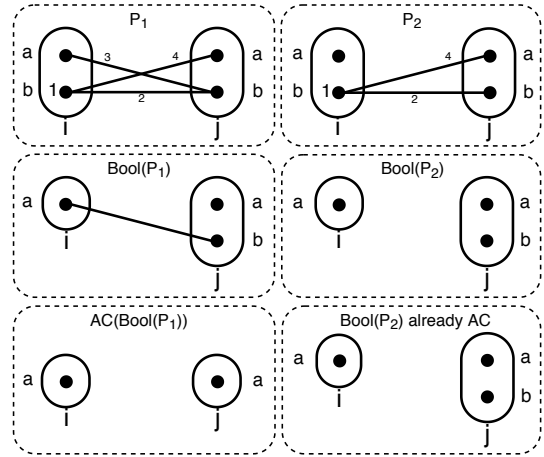 P1
a 3 4 a
b 1 2 b
i j
P2
a 4 a
b 1 2 b
i j
Bool(P1)
a a
b
i
j
Bool(P2)
a a
b
i
j
AC(Bool(P1))
a a
i j
Bool(P2) already AC
a a
b
i
j